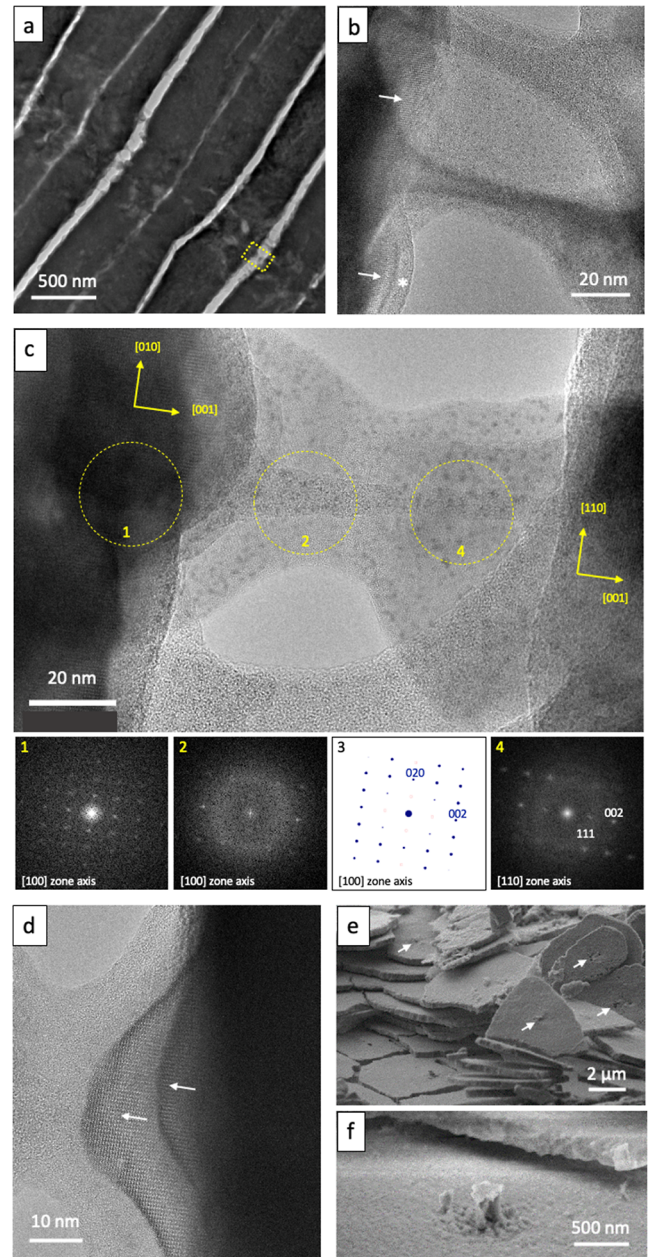 a
500 nm
b
*
20 nm
c
[010]
[001]
1
2
4
[110]
[001]
20 nm
1
[100] zone axis
2
[100] zone axis
3
020
002
[100] zone axis
4
002
111
[110] zone axis
d
10 nm
e
2 µm
f
500 nm